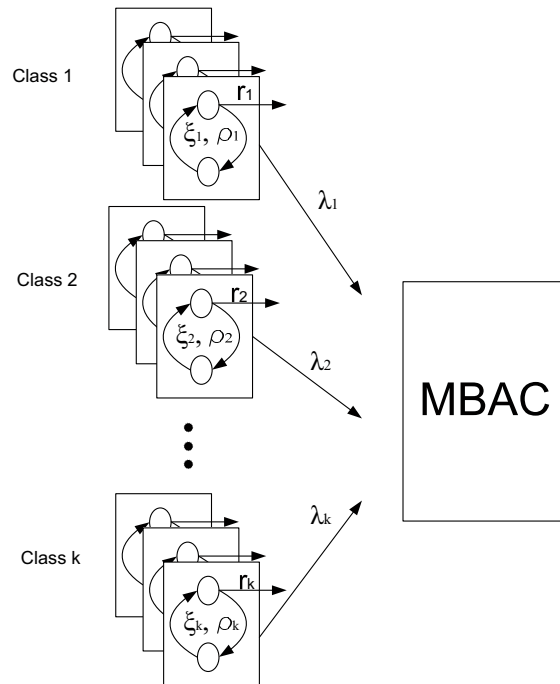 Class 1
r1
ξ1, ρ1
λ1
Class 2
r2
ξ2, ρ2
λ2
MBAC
Class k
rk
ξk, ρk
λk